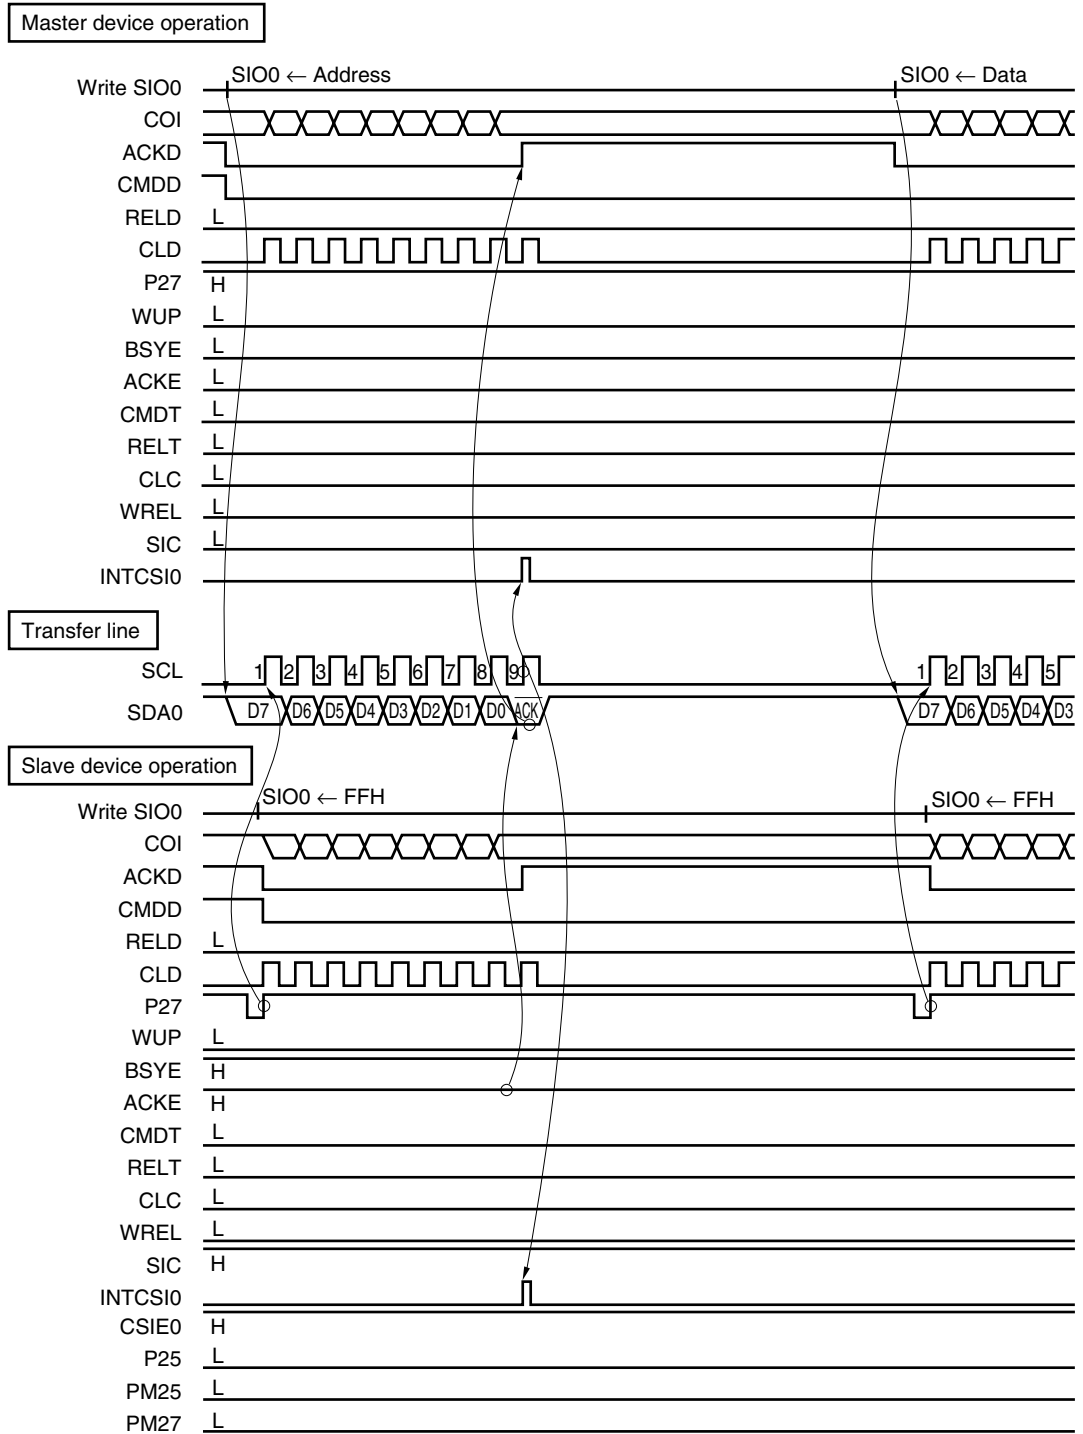 Master device operation
Write SIO0 SIO0 ← Address SIO0 ← Data
COI
ACKD
CMDD
RELD L
CLD
P27 H
WUP L
BSYE L
ACKE L
CMDT L
RELT L
CLC L
WREL L
SIC L
INTCSI0
Transfer line
SCL 1 2 3 4 5 6 7 8 9 1 2 3 4 5
SDA0 D7 D6 D5 D4 D3 D2 D1 D0 A̅C̅K̅ D7 D6 D5 D4 D3
Slave device operation
Write SIO0 SIO0 ← FFH SIO0 ← FFH
COI
ACKD
CMDD
RELD L
CLD
P27
WUP L
BSYE H
ACKE H
CMDT L
RELT L
CLC L
WREL L
SIC H
INTCSI0
CSIE0 H
P25 L
PM25 L
PM27 L